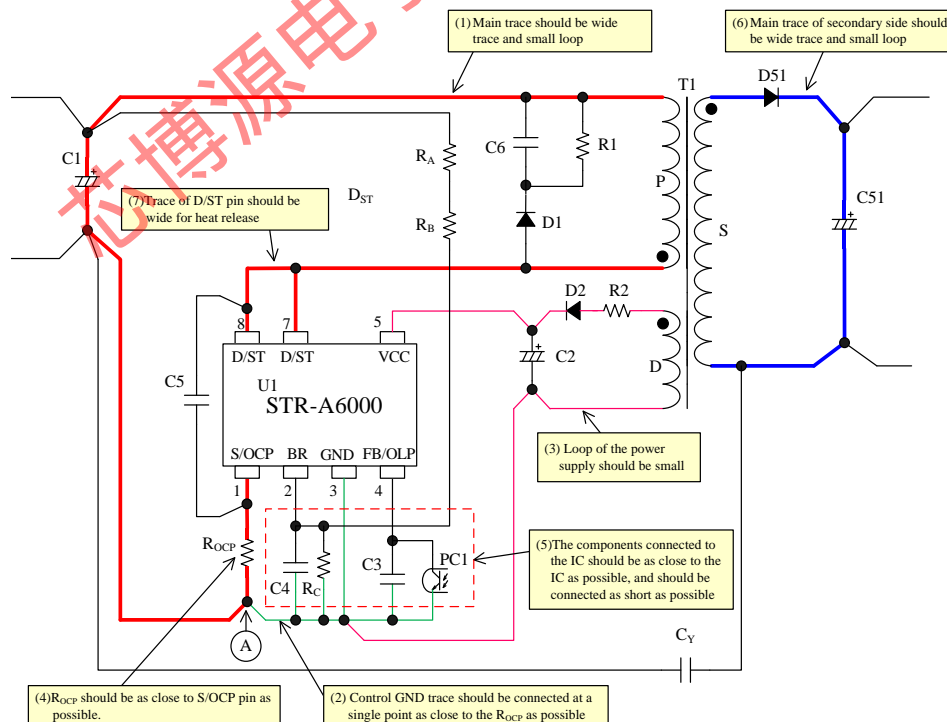 (1) Main trace should be wide
trace and small loop
(6) Main trace of secondary side should
be wide trace and small loop
D51
T1
C1
C6
R1
RA
P
DST
(7)Trace of D/ST pin should be
wide for heat release
RB
D1
S
C51
芯博源电
D2
R2
8
7
5
D/ST
D/ST
VCC
C2
D
C5
U1
STR-A6000
(3) Loop of the power
supply should be small
S/OCP
BR
GND
FB/OLP
1
2
3
4
ROCP
C4
RC
C3
PC1
(5)The components connected to
the IC should be as close to the
IC as possible, and should be
connected as short as possible
A
CY
(4)ROCP should be as close to S/OCP pin as
possible.
(2) Control GND trace should be connected at a
single point as close to the ROCP as possible